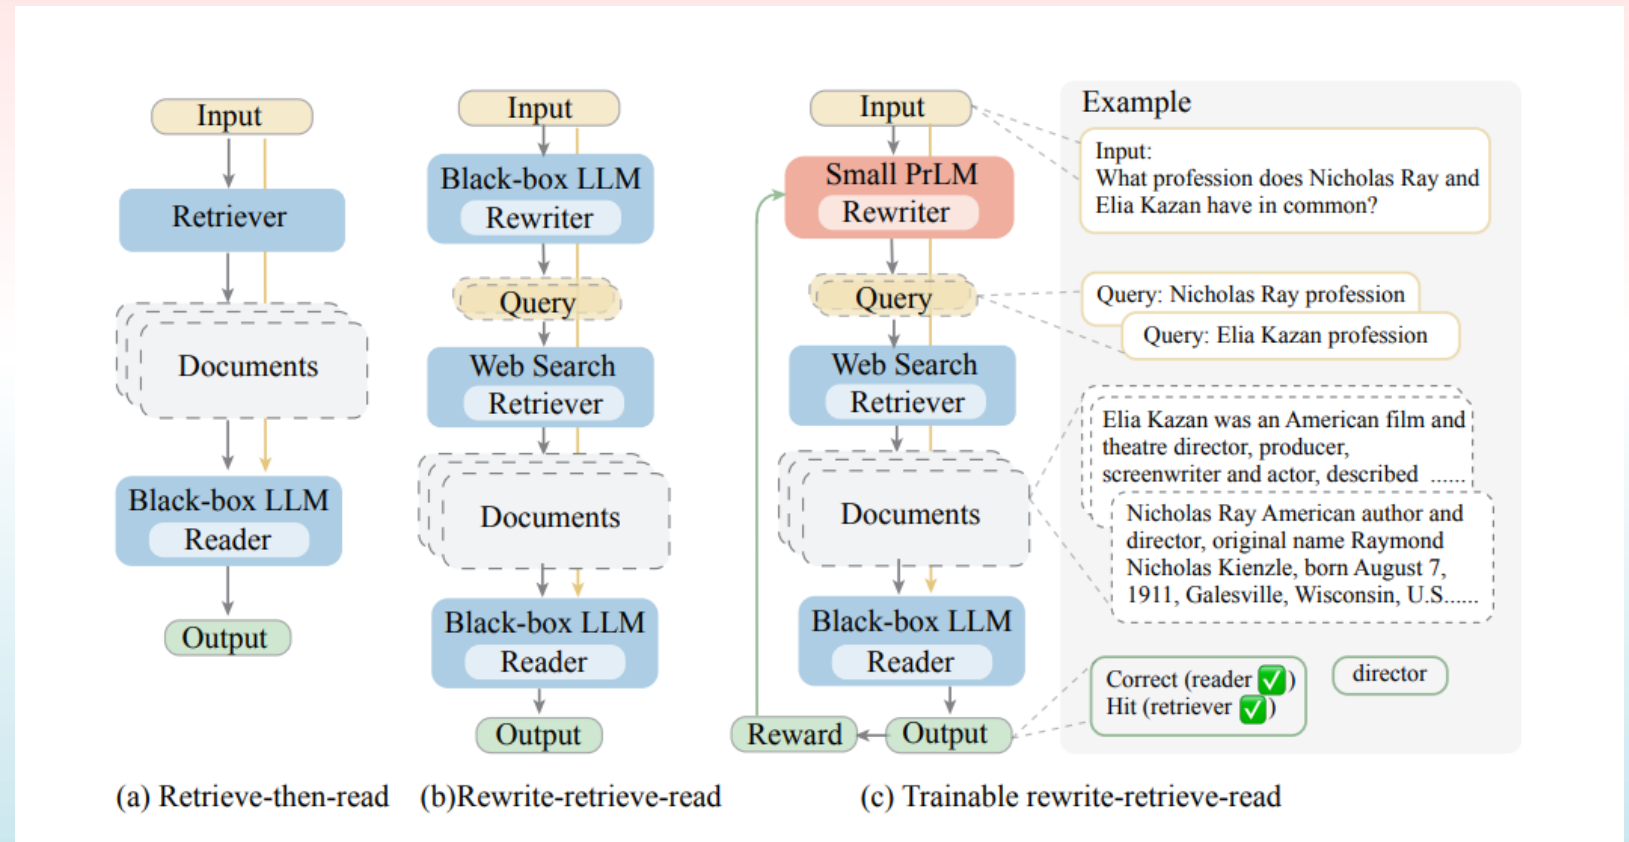 Input
Retriever
Documents
Black-box LLM
Reader
Output
(a) Retrieve-then-read
Input
Black-box LLM
Rewriter
Query
Web Search
Retriever
Documents
Black-box LLM
Reader
Output
(b)Rewrite-retrieve-read
Input
Small PrLM
Rewriter
Query
Web Search
Retriever
Documents
Black-box LLM
Reader
Reward
Output
(c) Trainable rewrite-retrieve-read
Example
Input:
What profession does Nicholas Ray and
Elia Kazan have in common?
Query: Nicholas Ray profession
Query: Elia Kazan profession
Elia Kazan was an American film and
theatre director, producer,
screenwriter and actor, described ......
Nicholas Ray American author and
director, original name Raymond
Nicholas Kienzle, born August 7,
1911, Galesville, Wisconsin, U.S......
Correct (reader ✅)
Hit (retriever ✅)
director